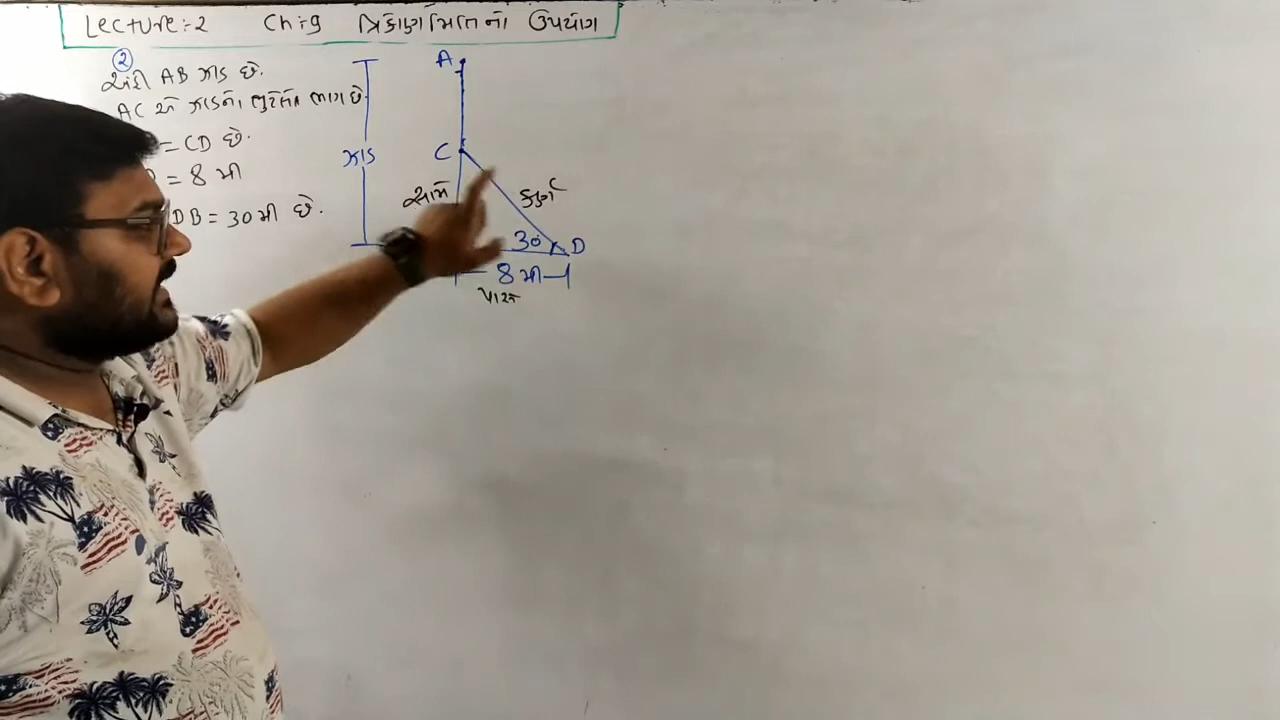 Lecture:-2 Ch:-9 ત્રિકોણમિતિના ઉપયોગ
②
અહીં AB ઝાડ છે.
AC એ ઝાડનો ભાગ છે.
= CD છે.
= 8 મી
DB = 30 મી છે.
A
ઝાડ
C
સામે
કર્ણ
30
D
8 મી
પાસે